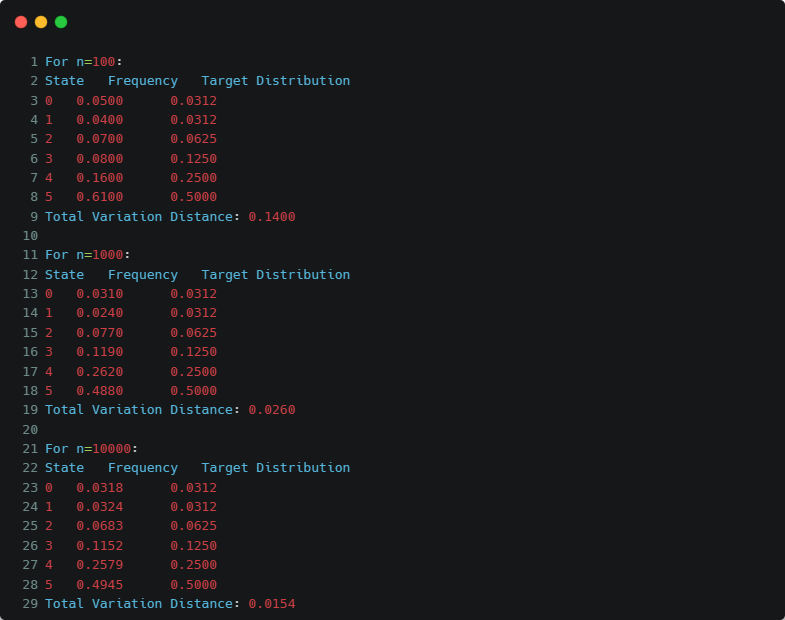 1 For n=100:
2 State   Frequency   Target Distribution
3 0   0.0500      0.0312
4 1   0.0400      0.0312
5 2   0.0700      0.0625
6 3   0.0800      0.1250
7 4   0.1600      0.2500
8 5   0.6100      0.5000
9 Total Variation Distance: 0.1400
10
11 For n=1000:
12 State   Frequency   Target Distribution
13 0   0.0310      0.0312
14 1   0.0240      0.0312
15 2   0.0770      0.0625
16 3   0.1190      0.1250
17 4   0.2620      0.2500
18 5   0.4880      0.5000
19 Total Variation Distance: 0.0260
20
21 For n=10000:
22 State   Frequency   Target Distribution
23 0   0.0318      0.0312
24 1   0.0324      0.0312
25 2   0.0683      0.0625
26 3   0.1152      0.1250
27 4   0.2579      0.2500
28 5   0.4945      0.5000
29 Total Variation Distance: 0.0154